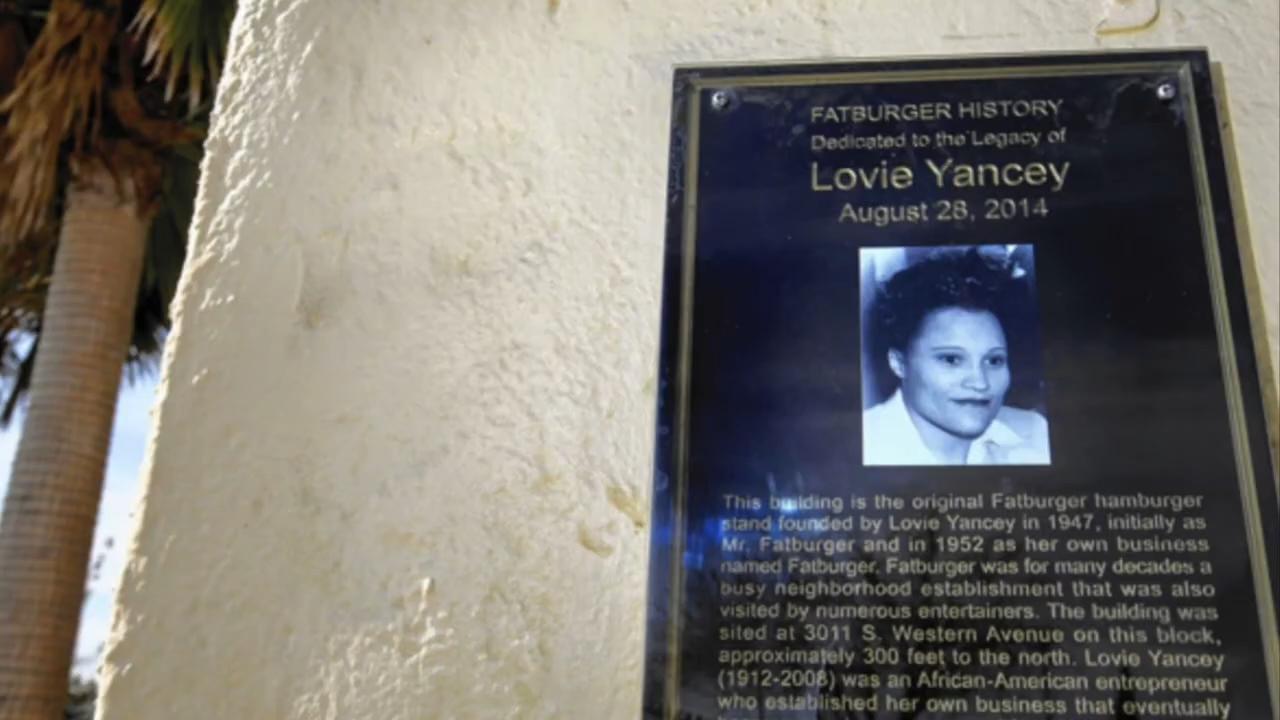 FATBURGER HISTORY
Dedicated to the Legacy of
Lovie Yancey
August 28, 2014
This building is the original Fatburger hamburger
stand founded by Lovie Yancey in 1947, initially as
Mr. Fatburger and in 1952 as her own business
named Fatburger. Fatburger was for many decades a
busy neighborhood establishment that was also
visited by numerous entertainers. The building was
sited at 3011 S. Western Avenue on this block,
approximately 300 feet to the north. Lovie Yancey
(1912-2008) was an African-American entrepreneur
who established her own business that eventually